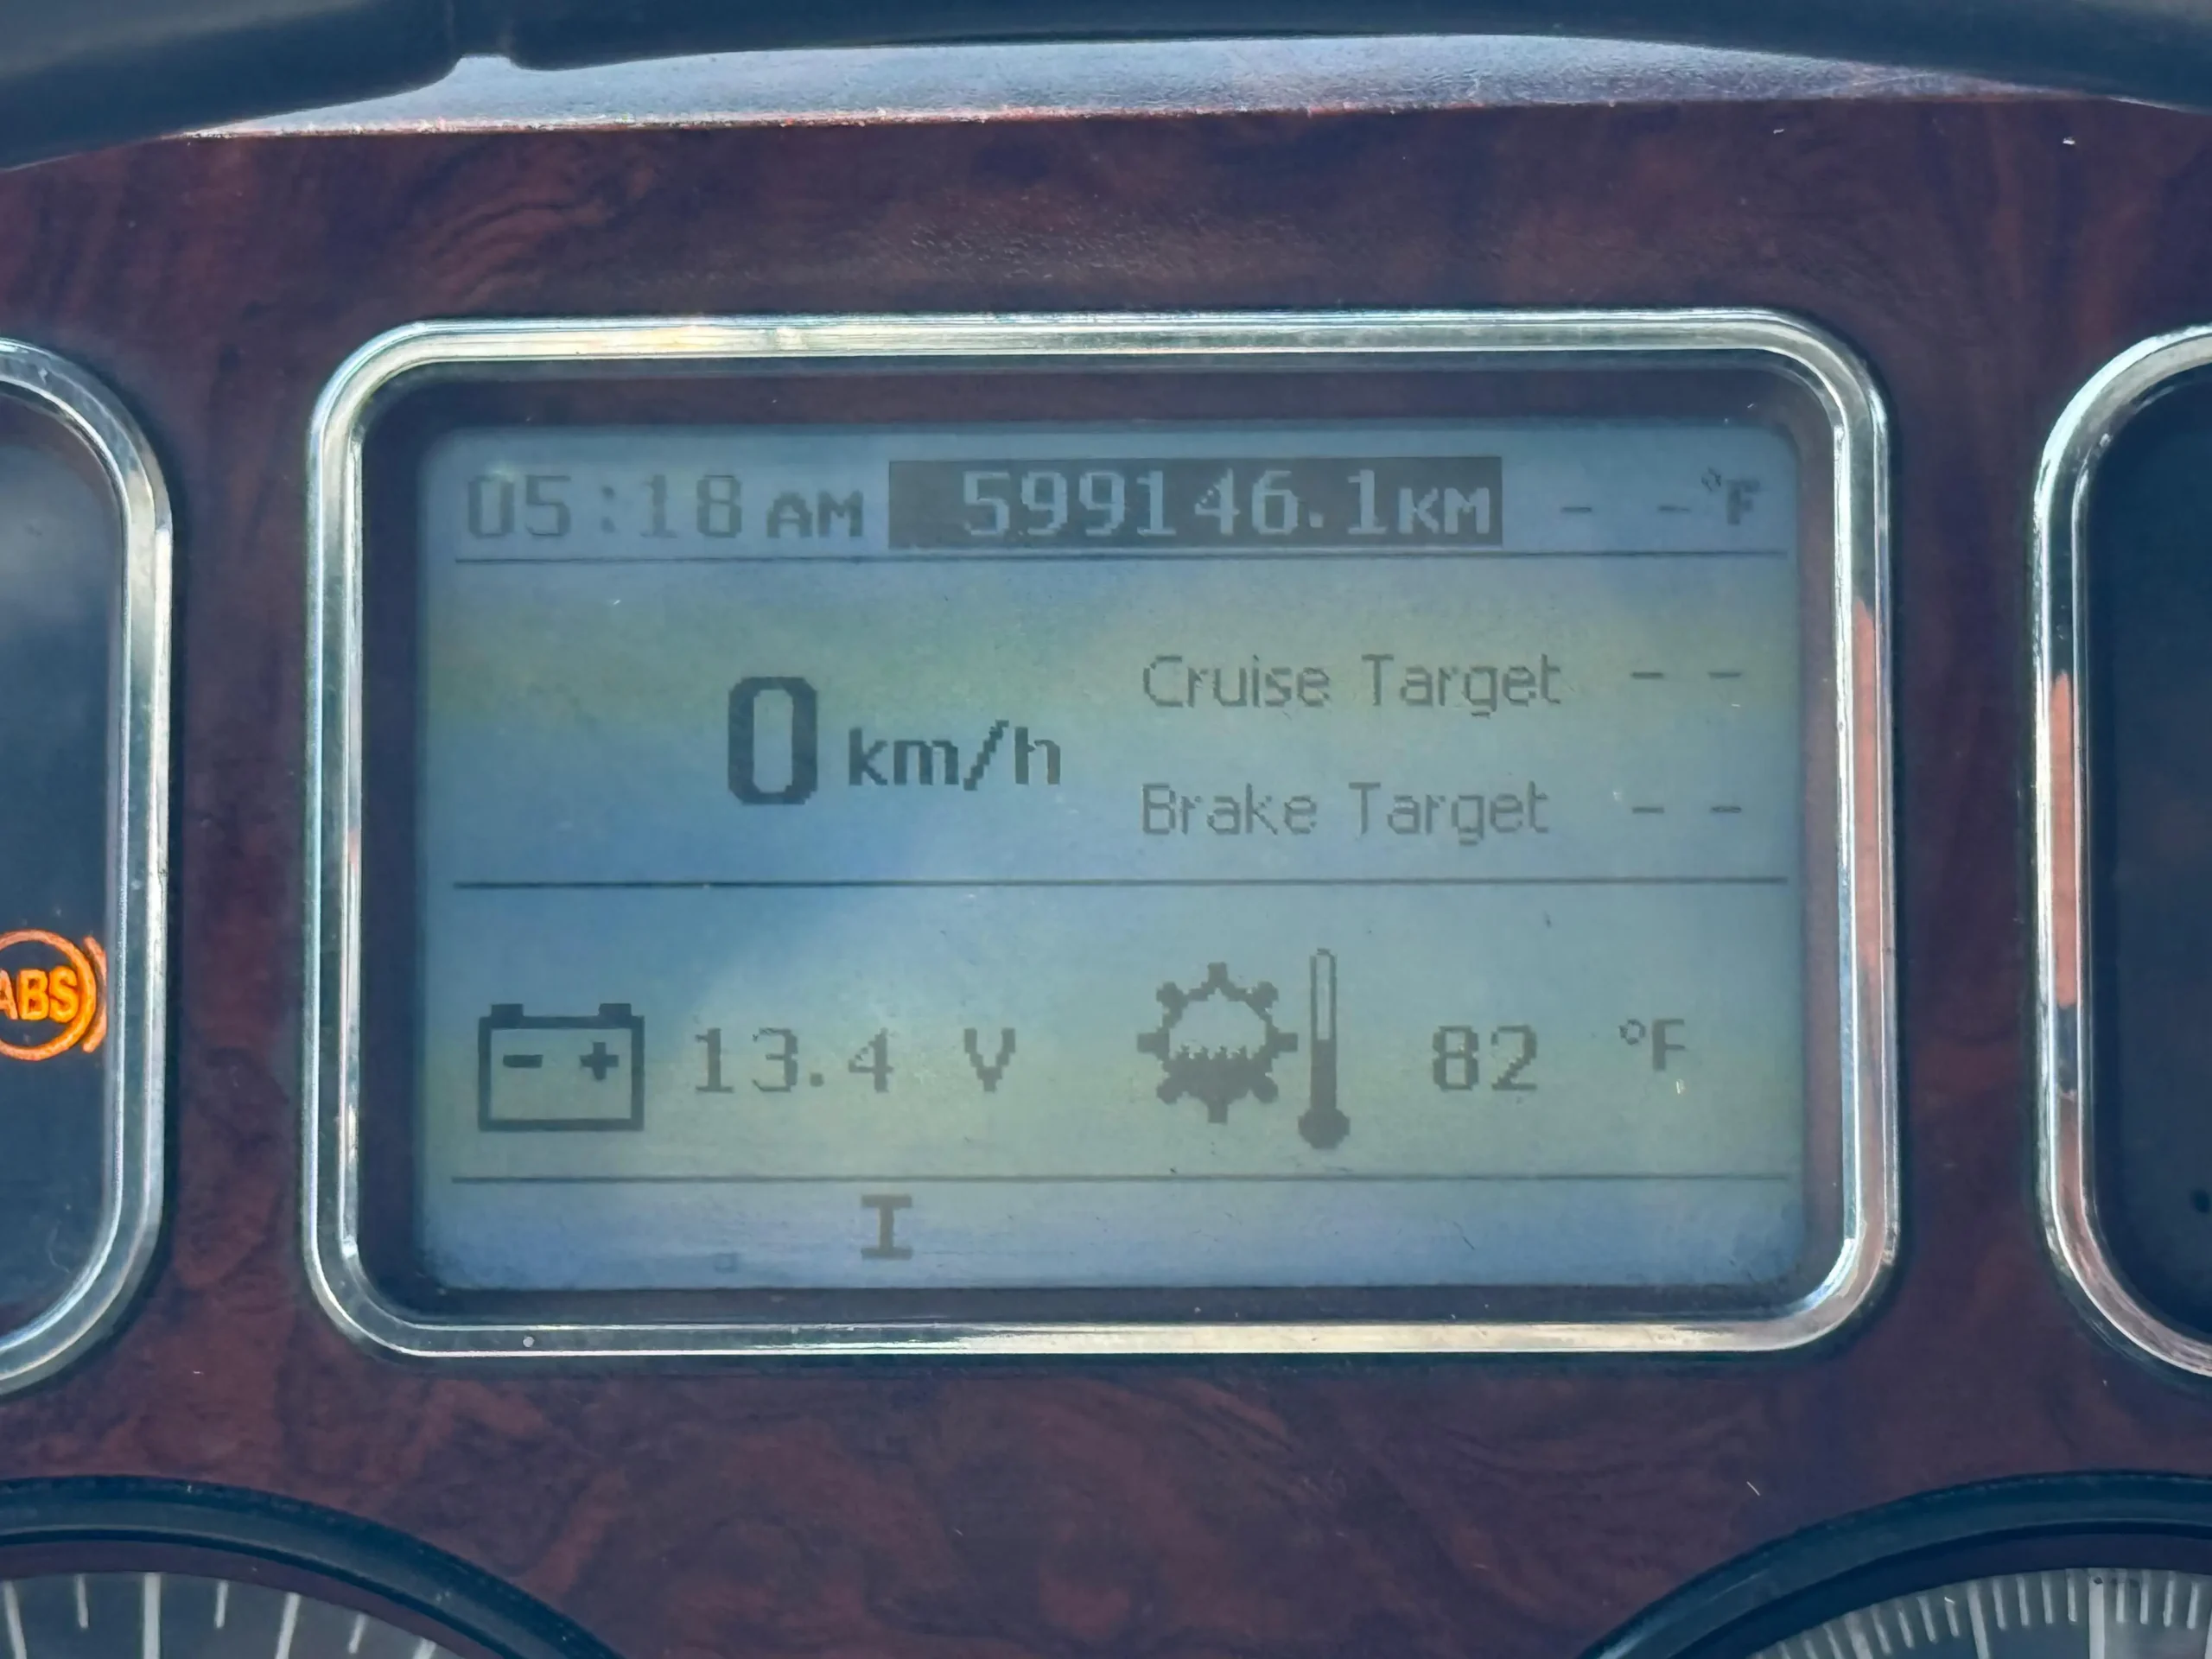 05:18 AM 599146.1KM - - °F
Cruise Target - -
0 km/h
Brake Target - -
ABS
- + 13.4 V 82 °F
I